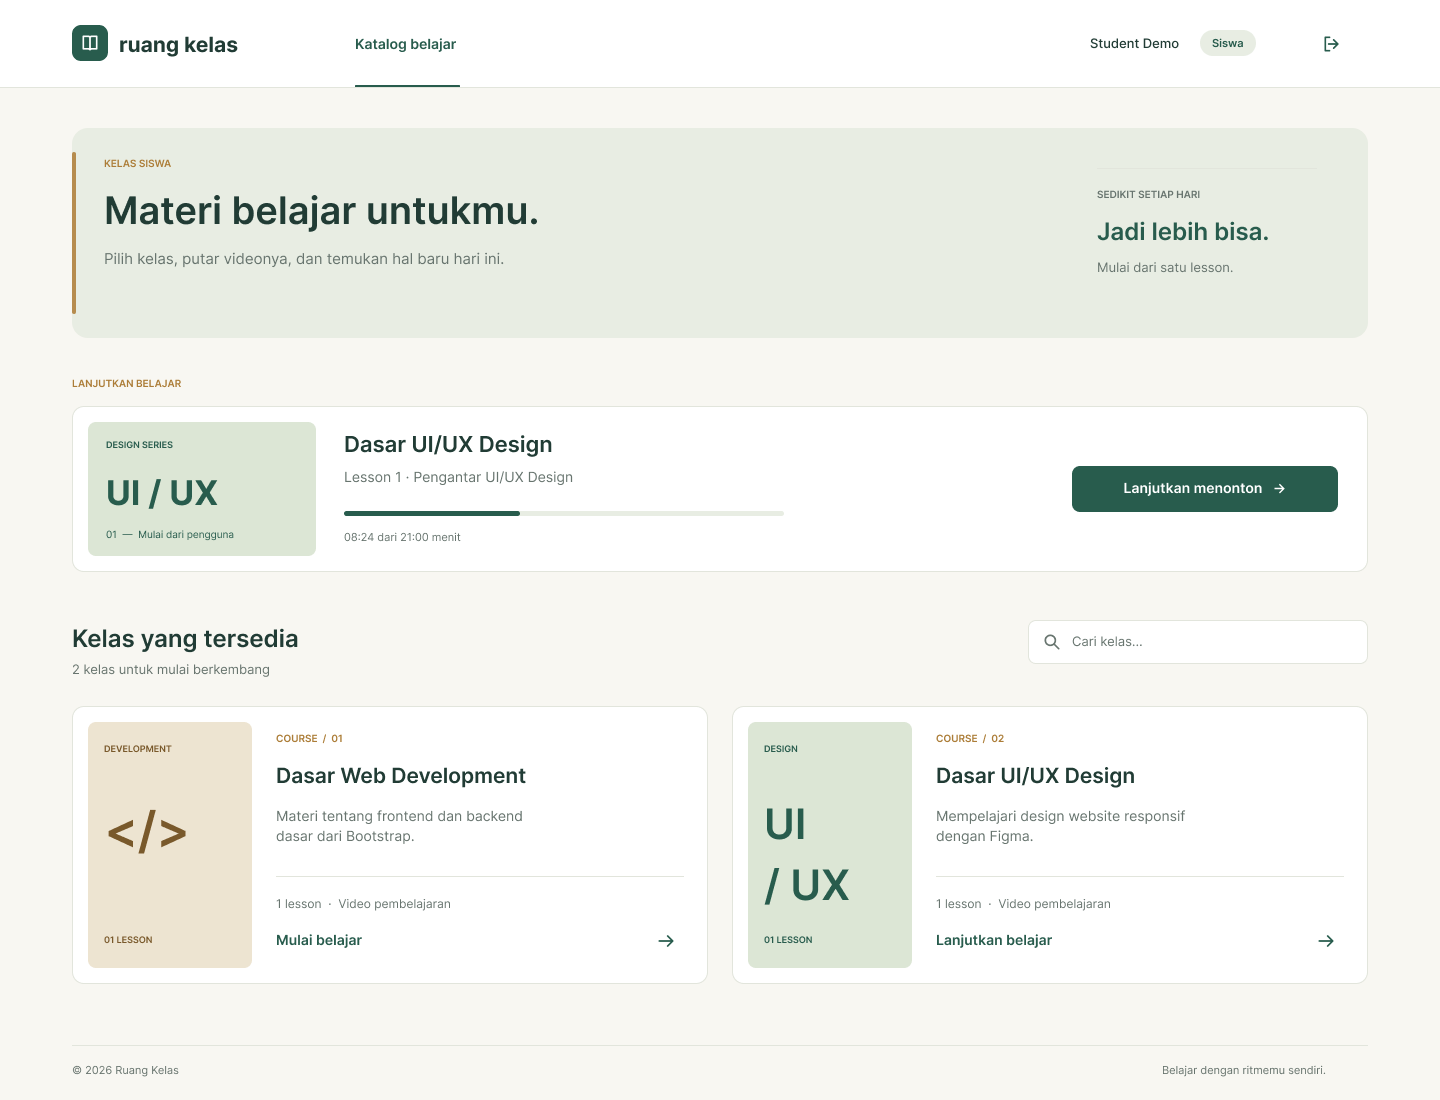 ruang kelas
Katalog belajar
Student Demo
Siswa
KELAS SISWA
Materi belajar untukmu.
Pilih kelas, putar videonya, dan temukan hal baru hari ini.
SEDIKIT SETIAP HARI
Jadi lebih bisa.
Mulai dari satu lesson.
LANJUTKAN BELAJAR
DESIGN SERIES
UI / UX
01 — Mulai dari pengguna
Dasar UI/UX Design
Lesson 1 · Pengantar UI/UX Design
08:24 dari 21:00 menit
Lanjutkan menonton →
Kelas yang tersedia
2 kelas untuk mulai berkembang
Cari kelas...
DEVELOPMENT
</>
01 LESSON
COURSE / 01
Dasar Web Development
Materi tentang frontend dan backend
dasar dari Bootstrap.
1 lesson · Video pembelajaran
Mulai belajar →
DESIGN
UI
/ UX
01 LESSON
COURSE / 02
Dasar UI/UX Design
Mempelajari design website responsif
dengan Figma.
1 lesson · Video pembelajaran
Lanjutkan belajar →
© 2026 Ruang Kelas
Belajar dengan ritmemu sendiri.